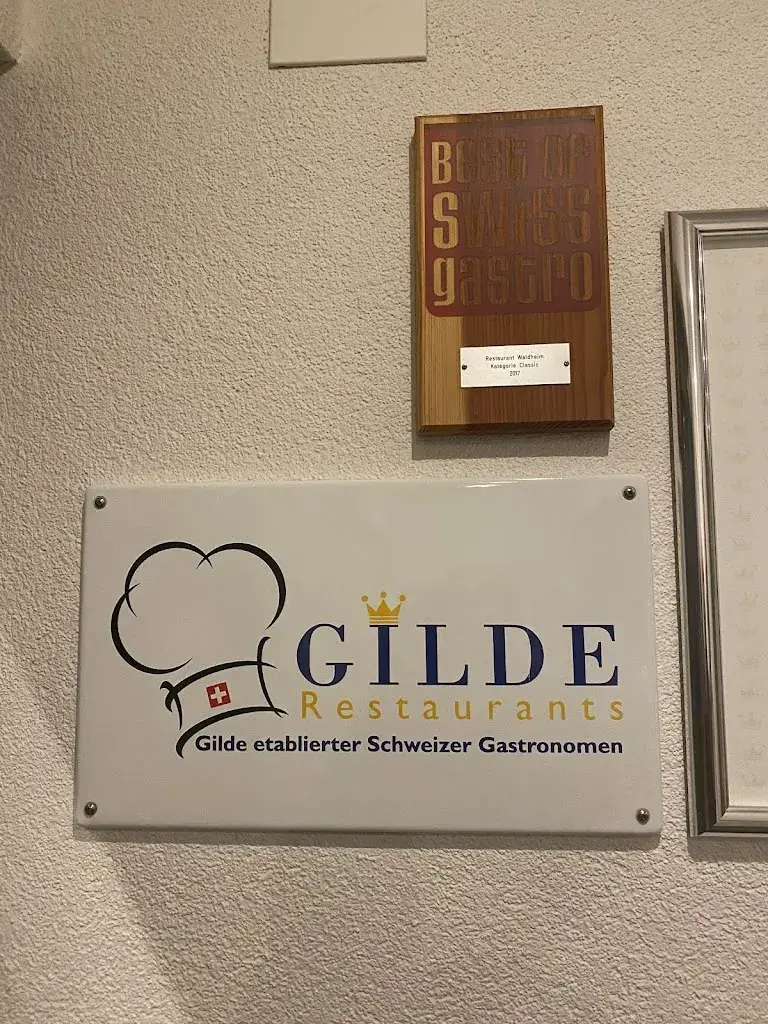 Best of
SWiSS
gastro
Restaurant Waldheim
Kategorie Classic
2017
GILDE
Restaurants
Gilde etablierter Schweizer Gastronomen